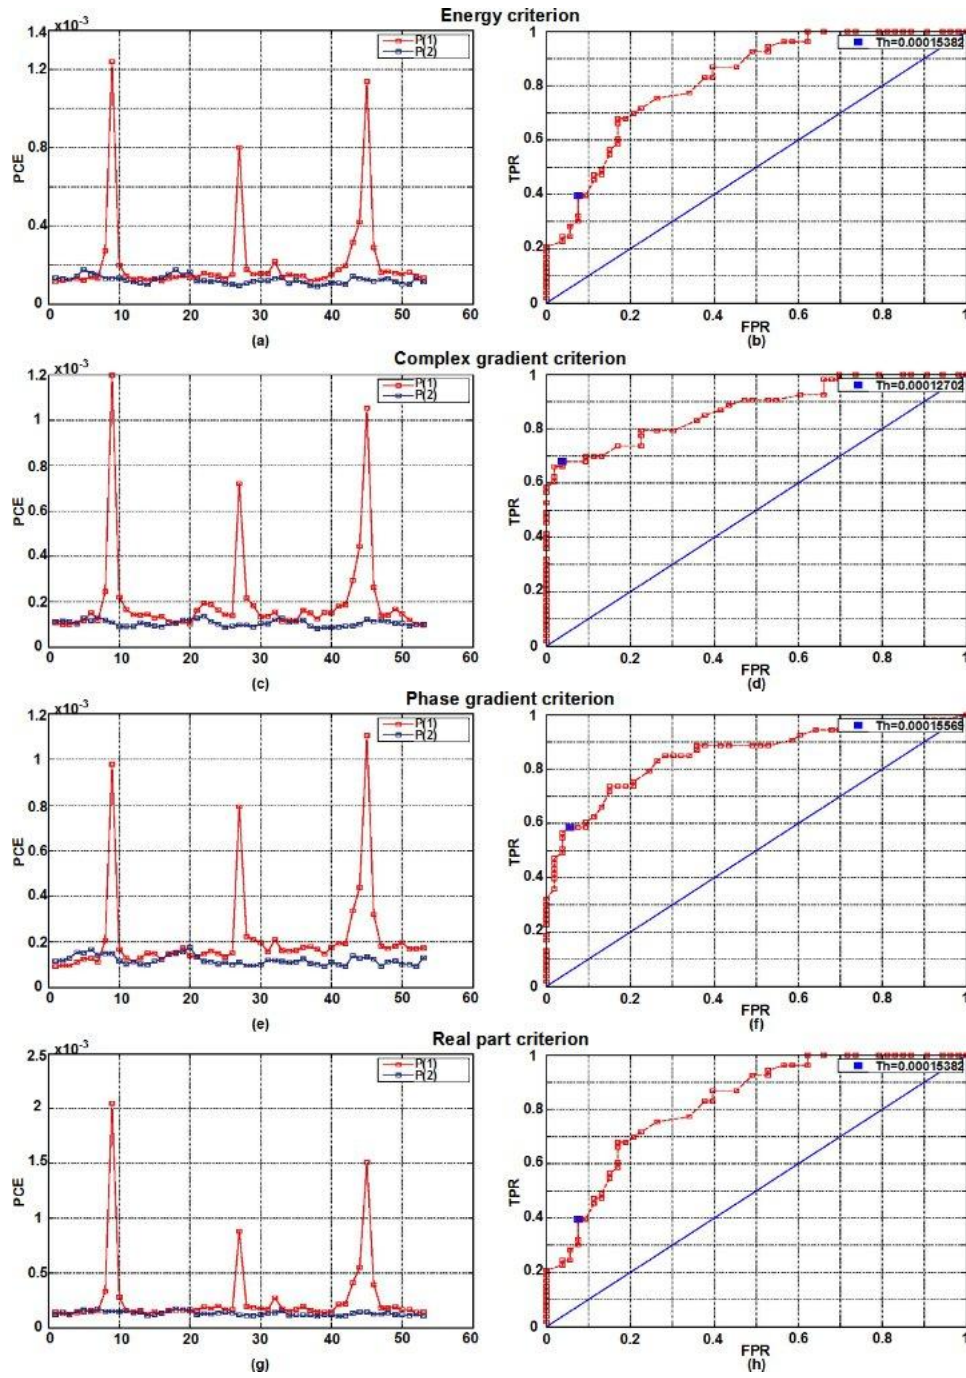 Energy criterion
x10^-3
1.4
1.2
1
0.8
0.6
0.4
0.2
0
PCE
P(1)
P(2)
0 10 20 30 40 50 60
(a)
Th=0.00015382
1
0.8
0.6
0.4
0.2
0
TPR
0 0.2 0.4 0.6 0.8 1
FPR
(b)
Complex gradient criterion
x10^-3
1.2
1
0.8
0.6
0.4
0.2
0
PCE
P(1)
P(2)
0 10 20 30 40 50 60
(c)
Th=0.00012702
1
0.8
0.6
0.4
0.2
0
TPR
0 0.2 0.4 0.6 0.8 1
FPR
(d)
Phase gradient criterion
x10^-3
1.2
1
0.8
0.6
0.4
0.2
0
PCE
P(1)
P(2)
0 10 20 30 40 50 60
(e)
Th=0.00015569
1
0.8
0.6
0.4
0.2
0
TPR
0 0.2 0.4 0.6 0.8 1
FPR
(f)
Real part criterion
x10^-3
2.5
2
1.5
1
0.5
0
PCE
P(1)
P(2)
0 10 20 30 40 50 60
(g)
Th=0.00015382
1
0.8
0.6
0.4
0.2
0
TPR
0 0.2 0.4 0.6 0.8 1
FPR
(h)